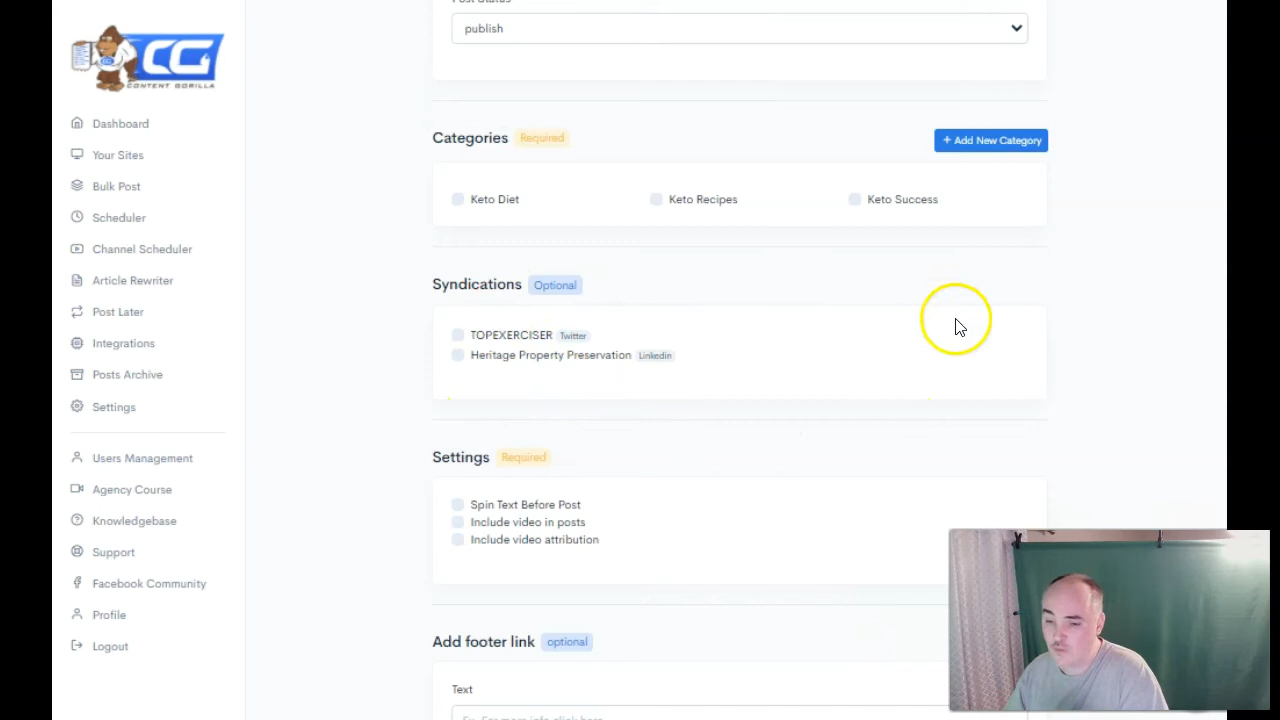 publish
CG
CONTENT GORILLA
Dashboard
Your Sites
Bulk Post
Scheduler
Channel Scheduler
Article Rewriter
Post Later
Integrations
Posts Archive
Settings
Users Management
Agency Course
Knowledgebase
Support
Facebook Community
Profile
Logout
Categories Required
+ Add New Category
Keto Diet
Keto Recipes
Keto Success
Syndications Optional
TOPEXERCISER Twitter
Heritage Property Preservation Linkedin
Settings Required
Spin Text Before Post
Include video in posts
Include video attribution
Add footer link optional
Text